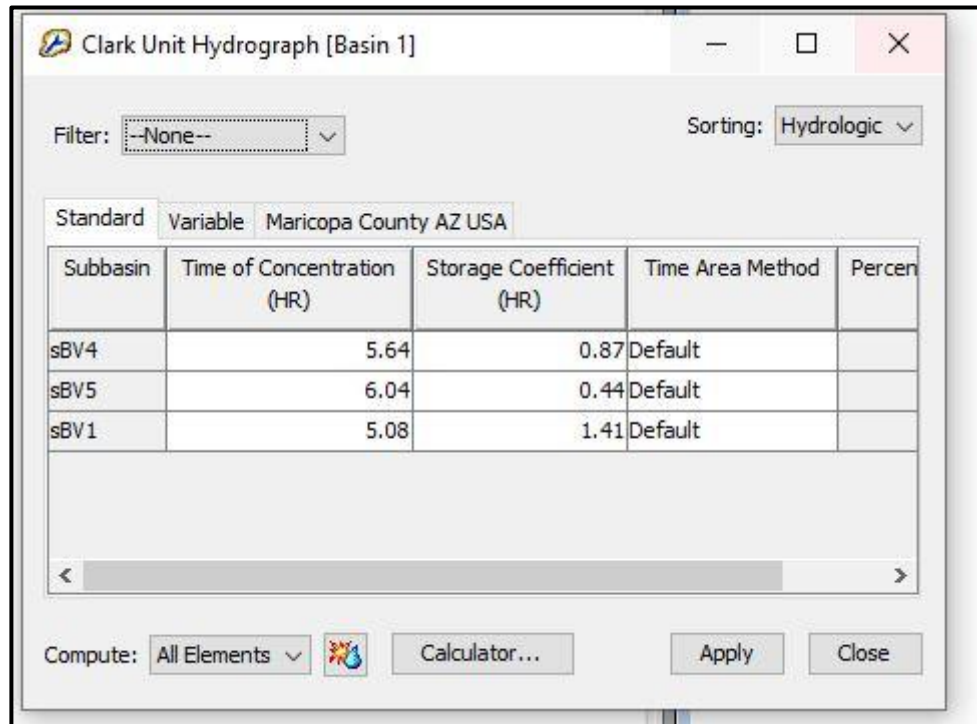 Clark Unit Hydrograph [Basin 1]
Filter: --None--
Sorting: Hydrologic
Standard Variable Maricopa County AZ USA
Subbasin Time of Concentration (HR) Storage Coefficient (HR) Time Area Method Percen
sBV4 5.64 0.87 Default
sBV5 6.04 0.44 Default
sBV1 5.08 1.41 Default
Compute: All Elements Calculator... Apply Close